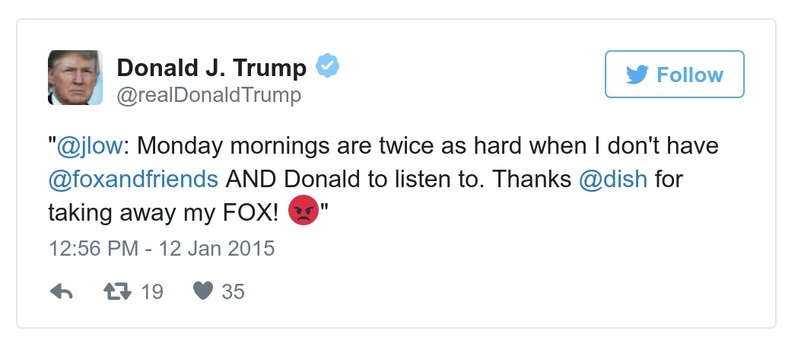 Donald J. Trump
@realDonaldTrump
Follow
"@jlow: Monday mornings are twice as hard when I don't have
@foxandfriends AND Donald to listen to. Thanks @dish for
taking away my FOX! 😡"
12:56 PM - 12 Jan 2015
19 35